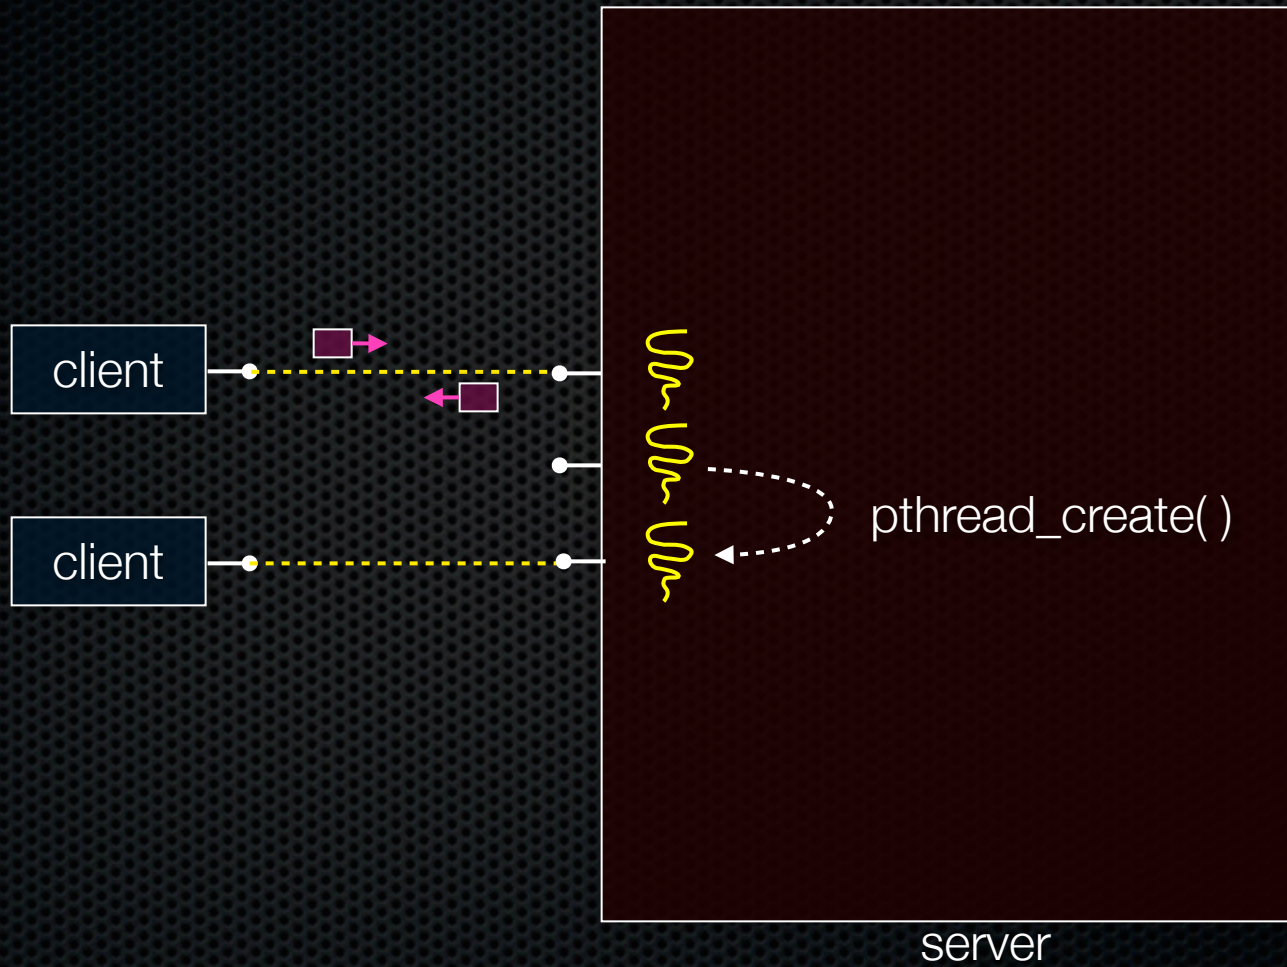 client
client
pthread_create( )
server